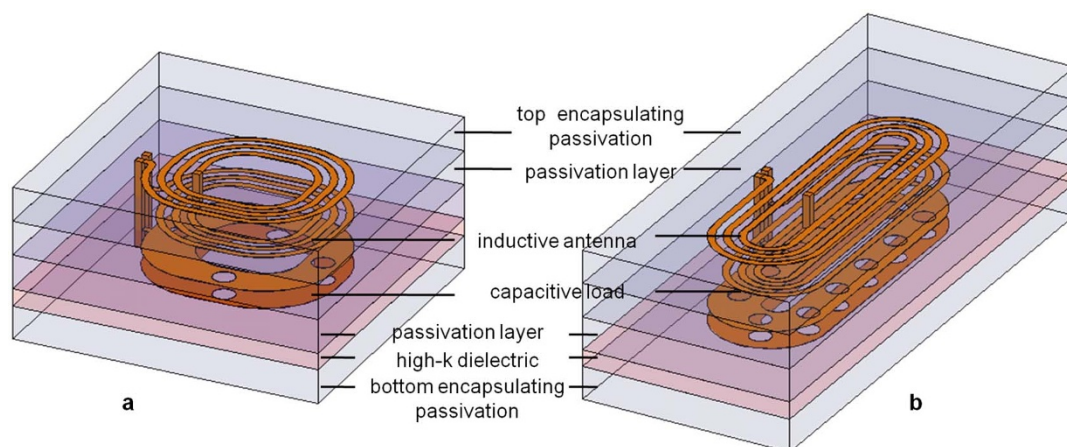 top encapsulating
passivation
passivation layer
inductive antenna
capacitive load
passivation layer
high-k dielectric
bottom encapsulating
passivation
a
b